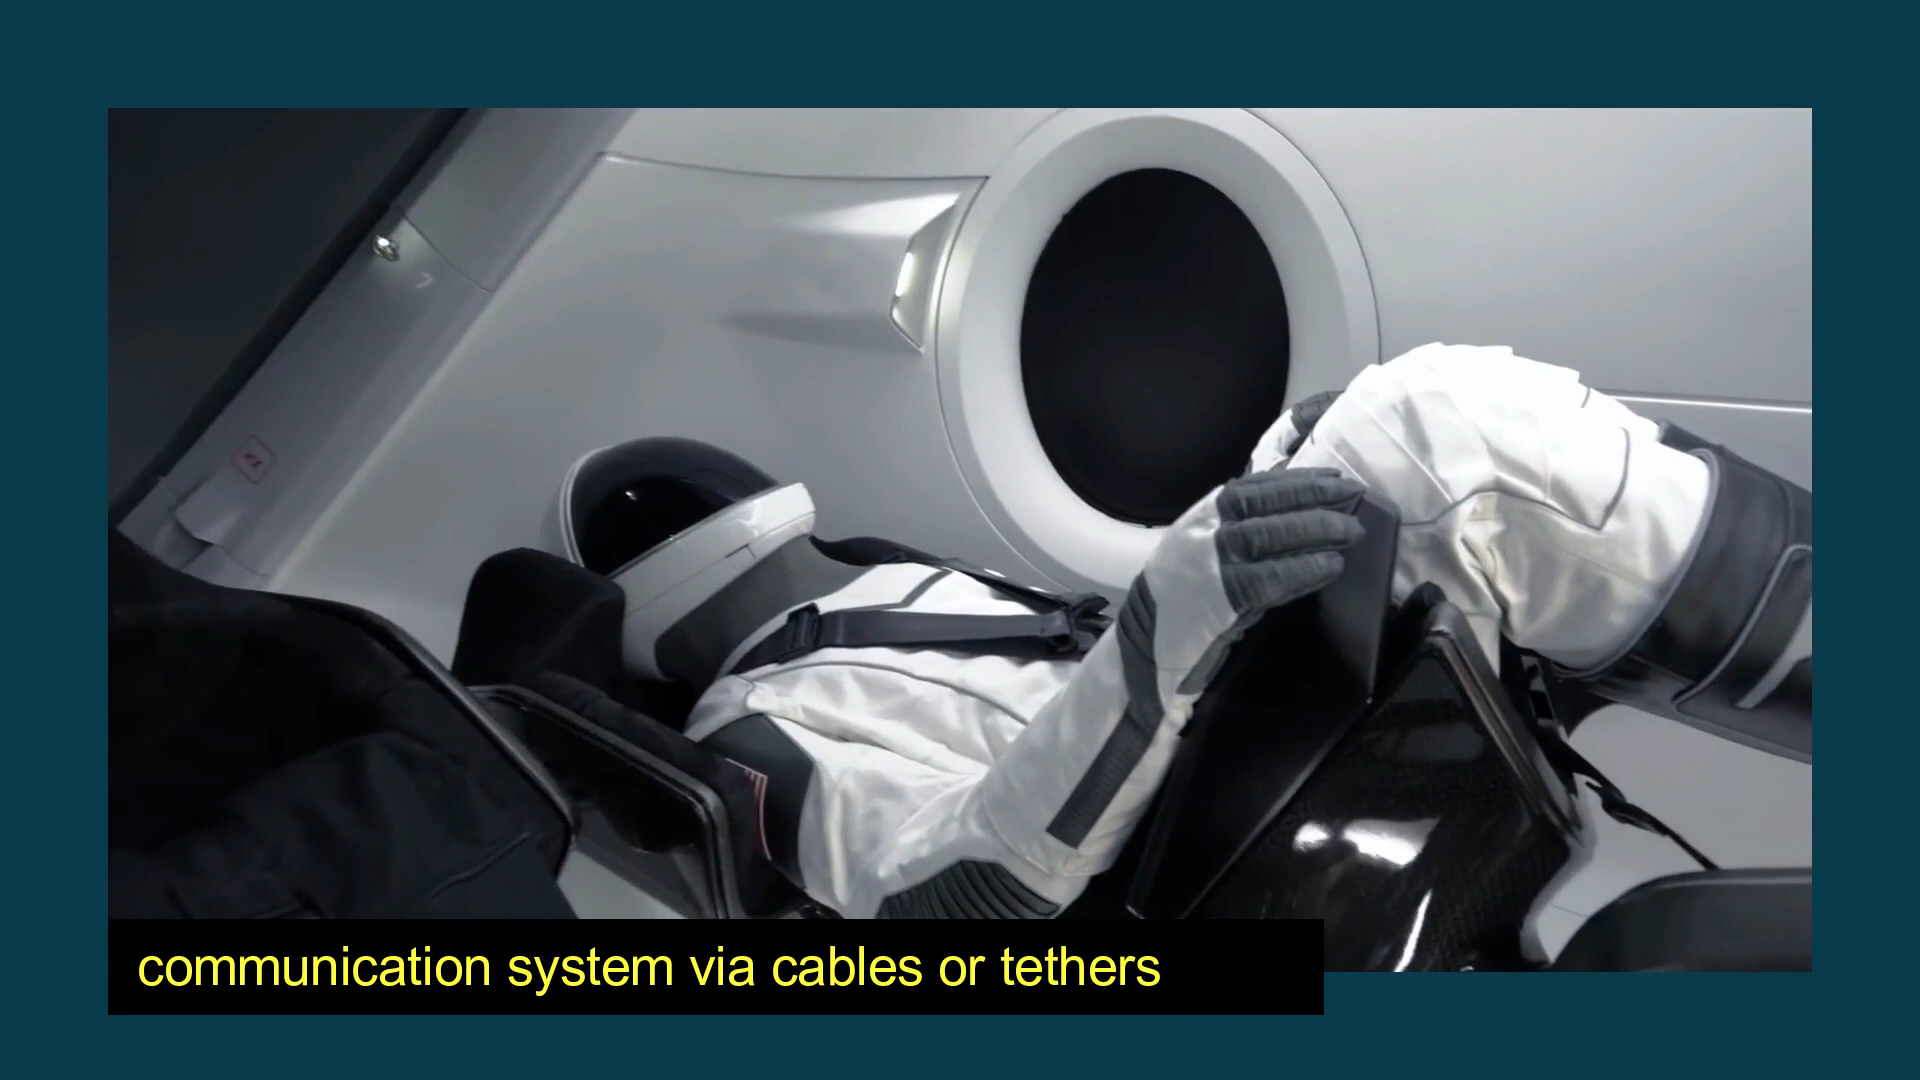 communication system via cables or tethers